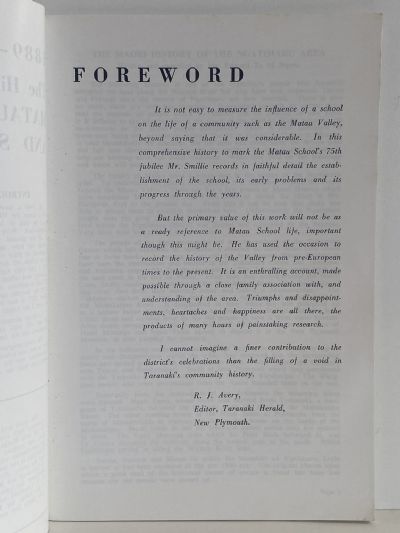 FOREWORD
It is not easy to measure the influence of a school
on the life of a community such as the Matau Valley,
beyond saying that it was considerable. In this
comprehensive history to mark the Matau School's 75th
jubilee Mr. Smillie records in faithful detail the estab-
lishment of the school, its early problems and its
progress through the years.
But the primary value of this work will not be as
a ready reference to Matau School life, important
though this might be. He has used the occasion to
record the history of the Valley from pre-European
times to the present. It is an enthralling account, made
possible through a close family association with, and
understanding of the area. Triumphs and disappoint-
ments, heartaches and happiness are all there, the
products of many hours of painstaking research.
I cannot imagine a finer contribution to the
district's celebrations than the filling of a void in
Taranaki's community history.
R. J. Avery,
Editor, Taranaki Herald,
New Plymouth.